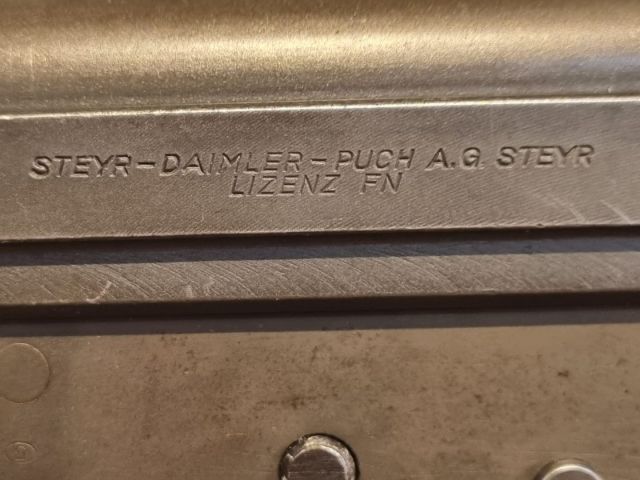 STEYR-DAIMLER-PUCH A.G. STEYR
LIZENZ FN